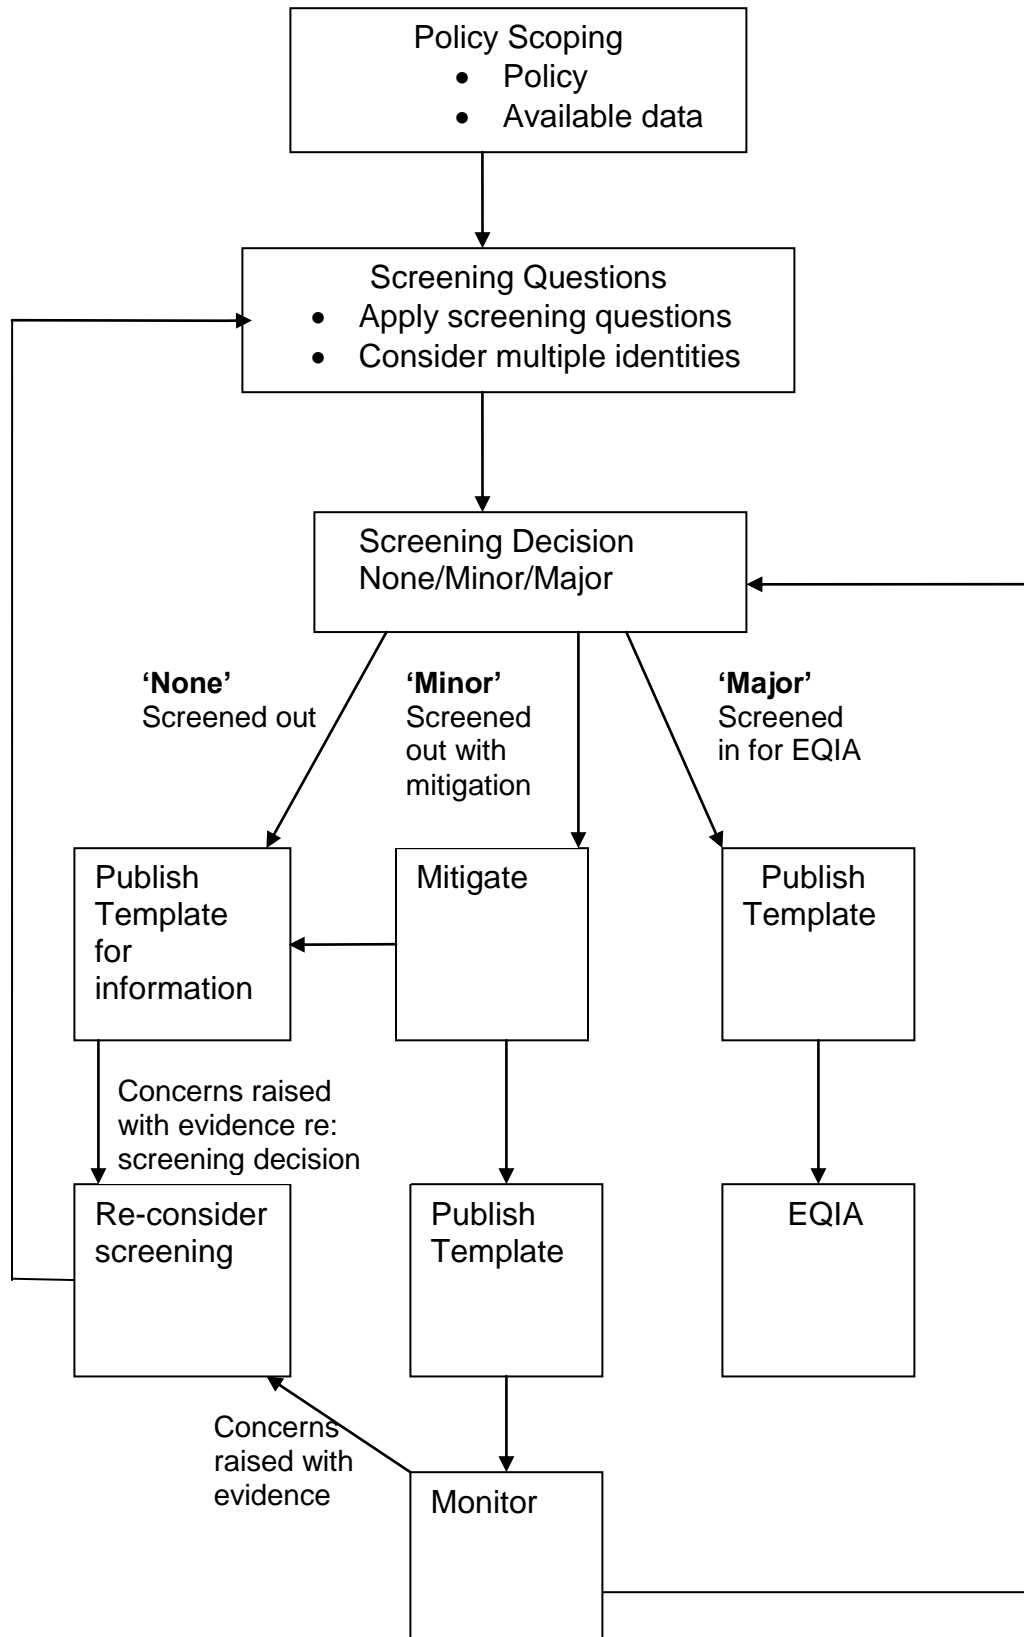 Policy Scoping
• Policy
• Available data
Screening Questions
• Apply screening questions
• Consider multiple identities
Screening Decision
None/Minor/Major
‘None’
Screened out
‘Minor’
Screened
out with
mitigation
‘Major’
Screened
in for EQIA
Publish
Template
for
information
Mitigate
Publish
Template
Concerns raised
with evidence re:
screening decision
Re-consider
screening
Publish
Template
EQIA
Concerns
raised with
evidence
Monitor